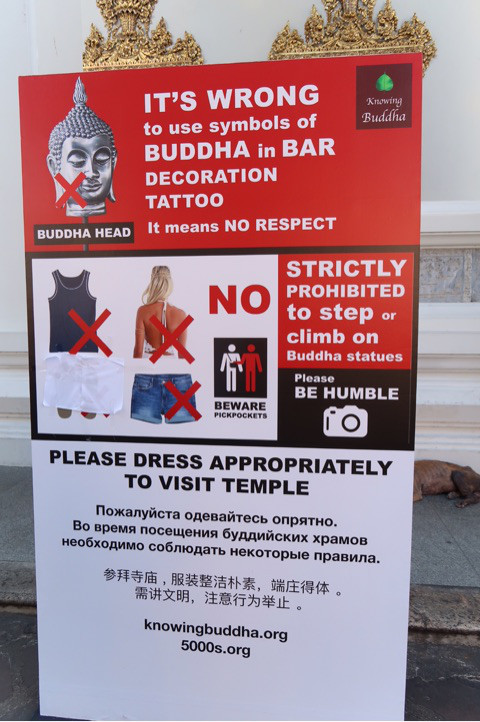 IT'S WRONG
to use symbols of
BUDDHA in BAR
DECORATION
TATTOO
It means NO RESPECT
Knowing
Buddha
BUDDHA HEAD
NO
BEWARE
PICKPOCKETS
STRICTLY
PROHIBITED
to step or
climb on
Buddha statues
Please
BE HUMBLE
PLEASE DRESS APPROPRIATELY
TO VISIT TEMPLE
Пожалуйста одевайтесь опрятно.
Во время посещения буддийских храмов
необходимо соблюдать некоторые правила.
参拜寺庙，服装整洁朴素，端庄得体。
需讲文明，注意行为举止。
knowingbuddha.org
5000s.org